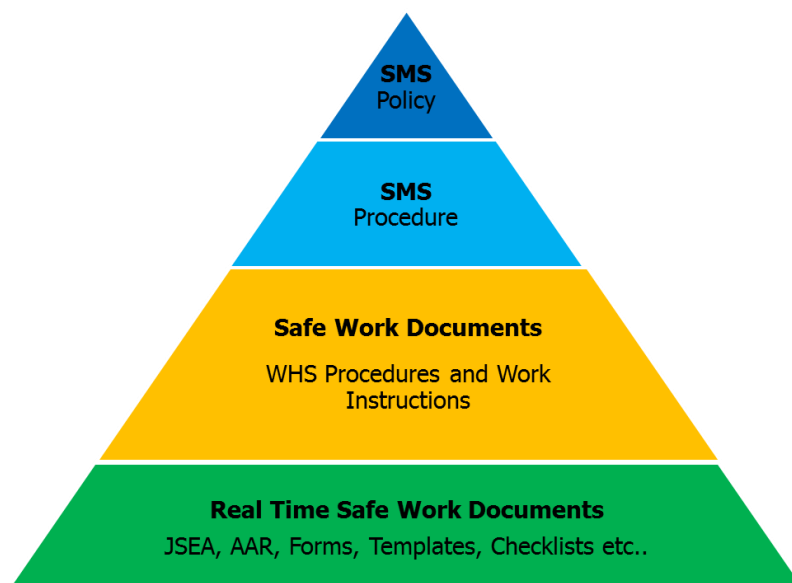 SMS
Policy
SMS
Procedure
Safe Work Documents
WHS Procedures and Work
Instructions
Real Time Safe Work Documents
JSEA, AAR, Forms, Templates, Checklists etc..